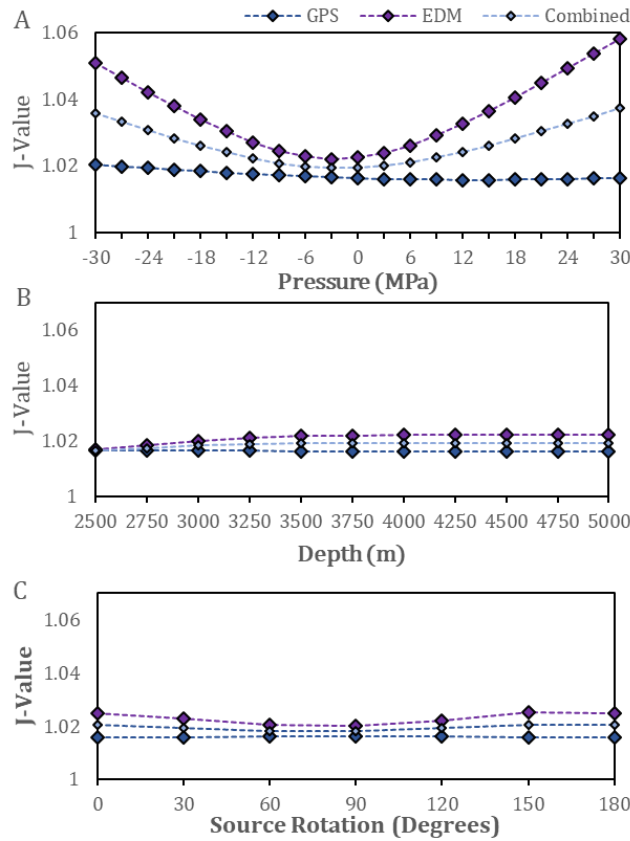 A
GPS EDM Combined
1.06
1.04
1.02
1
J-Value
-30 -24 -18 -12 -6 0 6 12 18 24 30
Pressure (MPa)
B
1.06
1.04
1.02
1
J-Value
2500 2750 3000 3250 3500 3750 4000 4250 4500 4750 5000
Depth (m)
C
1.06
1.04
1.02
1
J-Value
0 30 60 90 120 150 180
Source Rotation (Degrees)